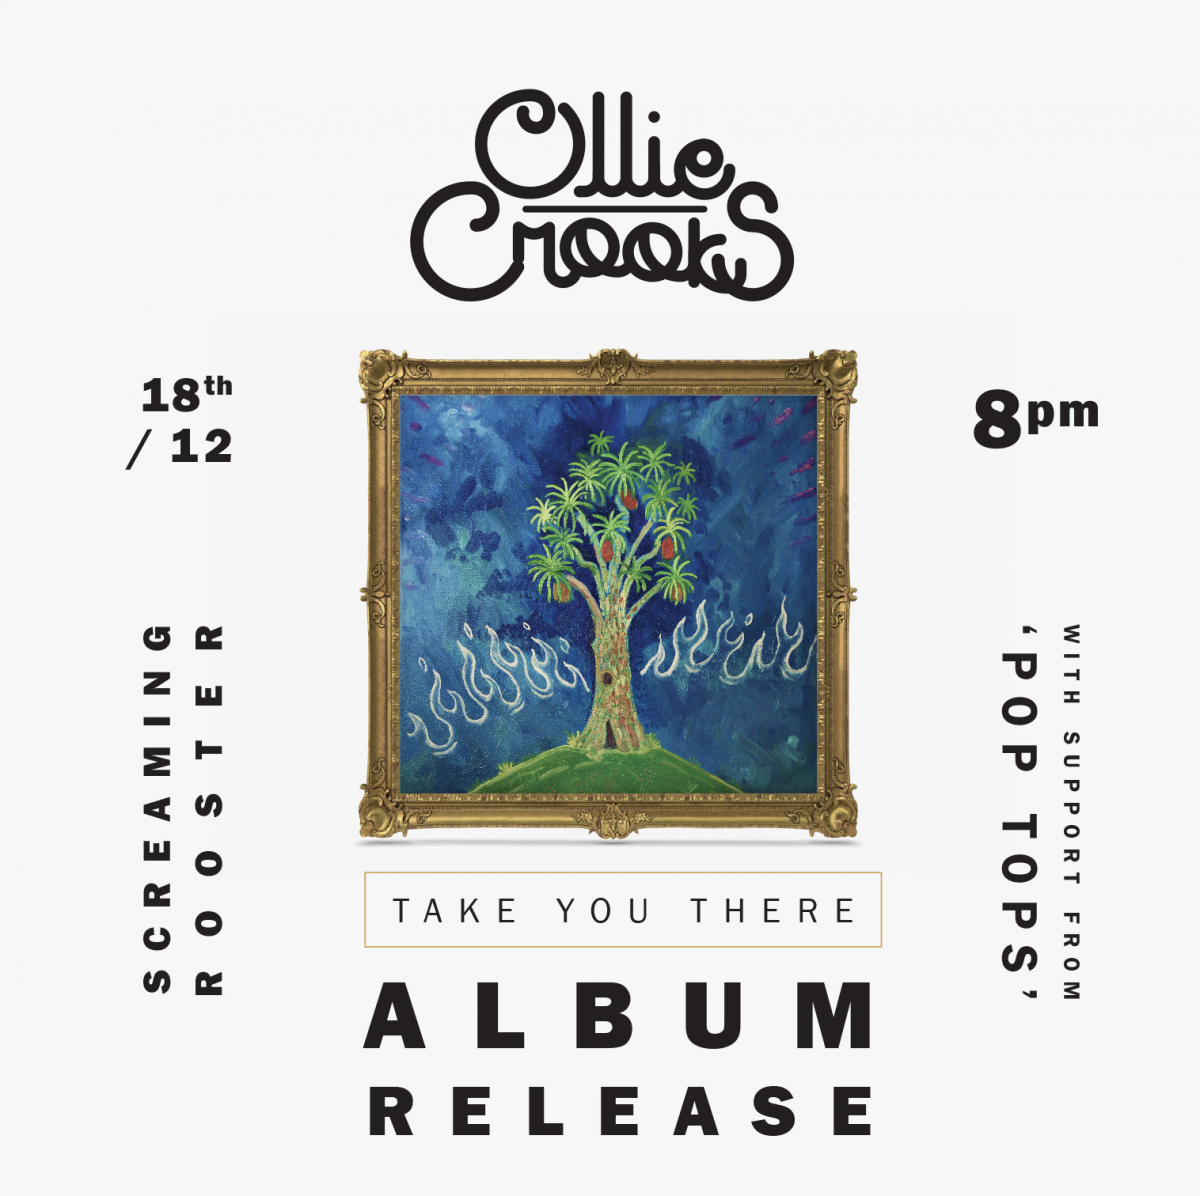 Ollie
Crooks
18th
/ 12
8pm
SCREAMING
ROOSTER
WITH SUPPORT FROM
‘POP TOPS’
TAKE YOU THERE
ALBUM
RELEASE